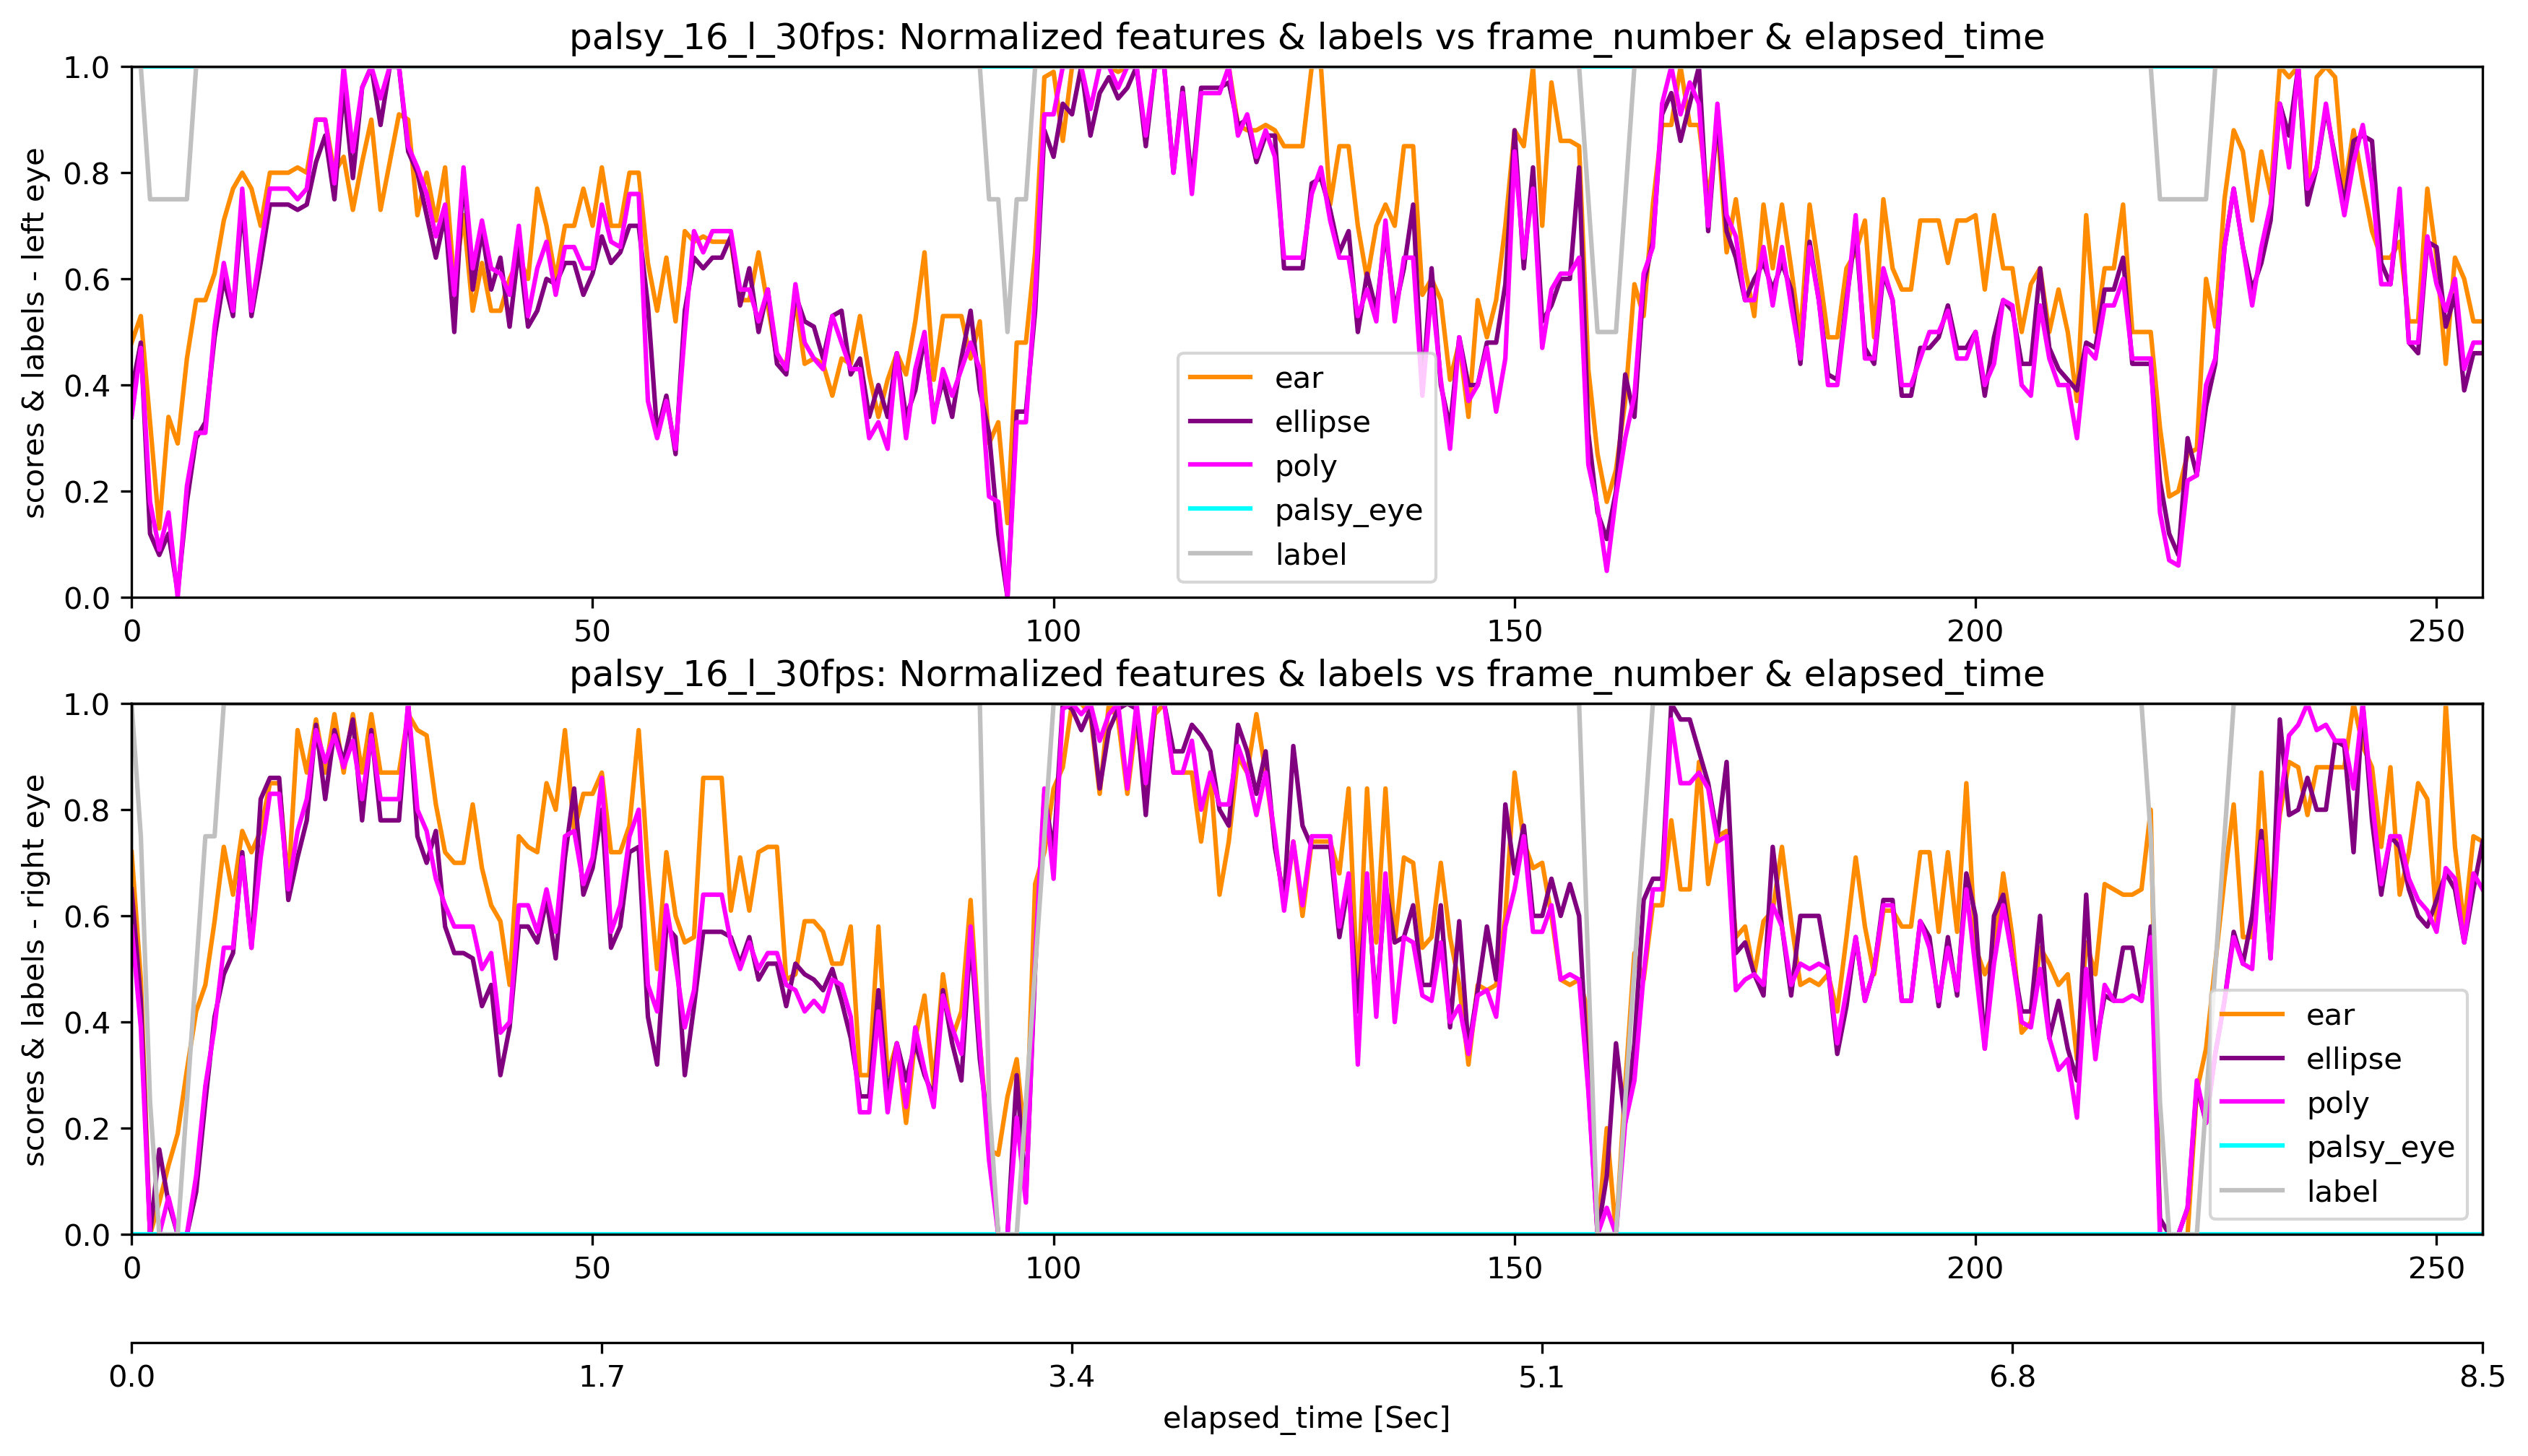 palsy_16_l_30fps: Normalized features & labels vs frame_number & elapsed_time
scores & labels - left eye
1.0
0.8
0.6
0.4
0.2
0.0
ear
ellipse
poly
palsy_eye
label
0 50 100 150 200 250
palsy_16_l_30fps: Normalized features & labels vs frame_number & elapsed_time
scores & labels - right eye
1.0
0.8
0.6
0.4
0.2
0.0
ear
ellipse
poly
palsy_eye
label
0 50 100 150 200 250
0.0 1.7 3.4 5.1 6.8 8.5
elapsed_time [Sec]